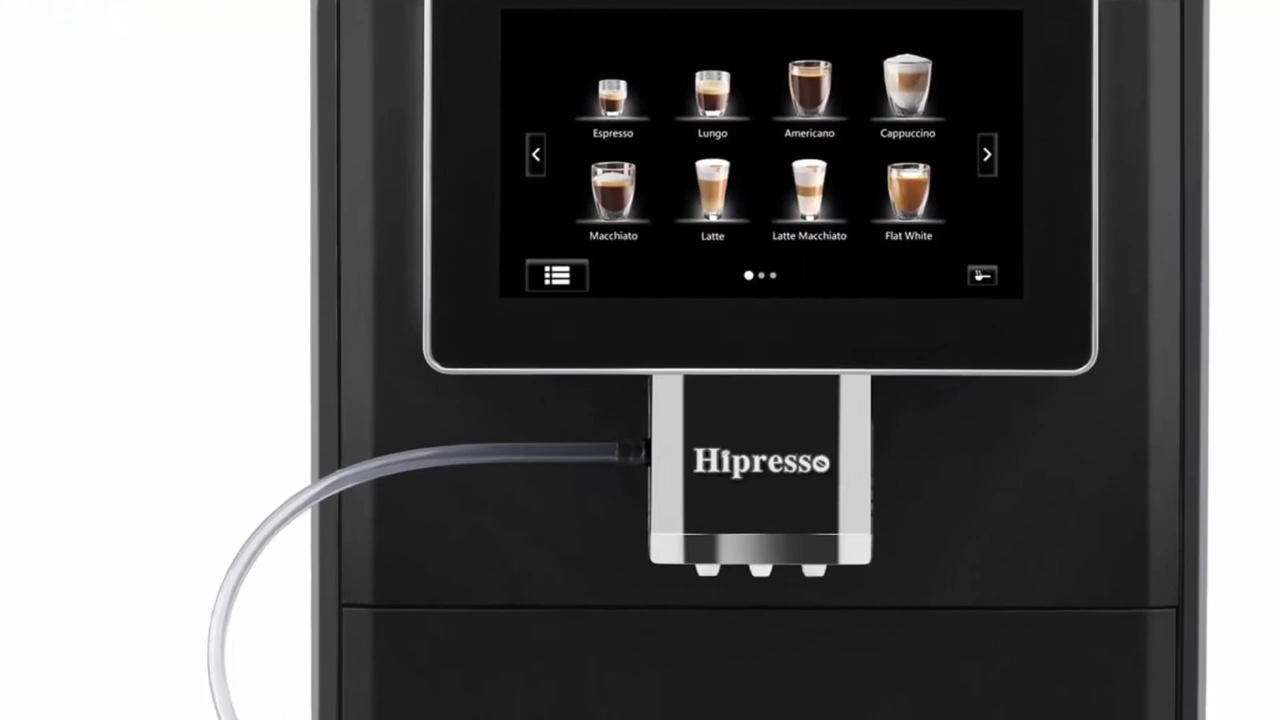 Espresso Lungo Americano Cappuccino
Macchiato Latte Latte Macchiato Flat White
Hipresso